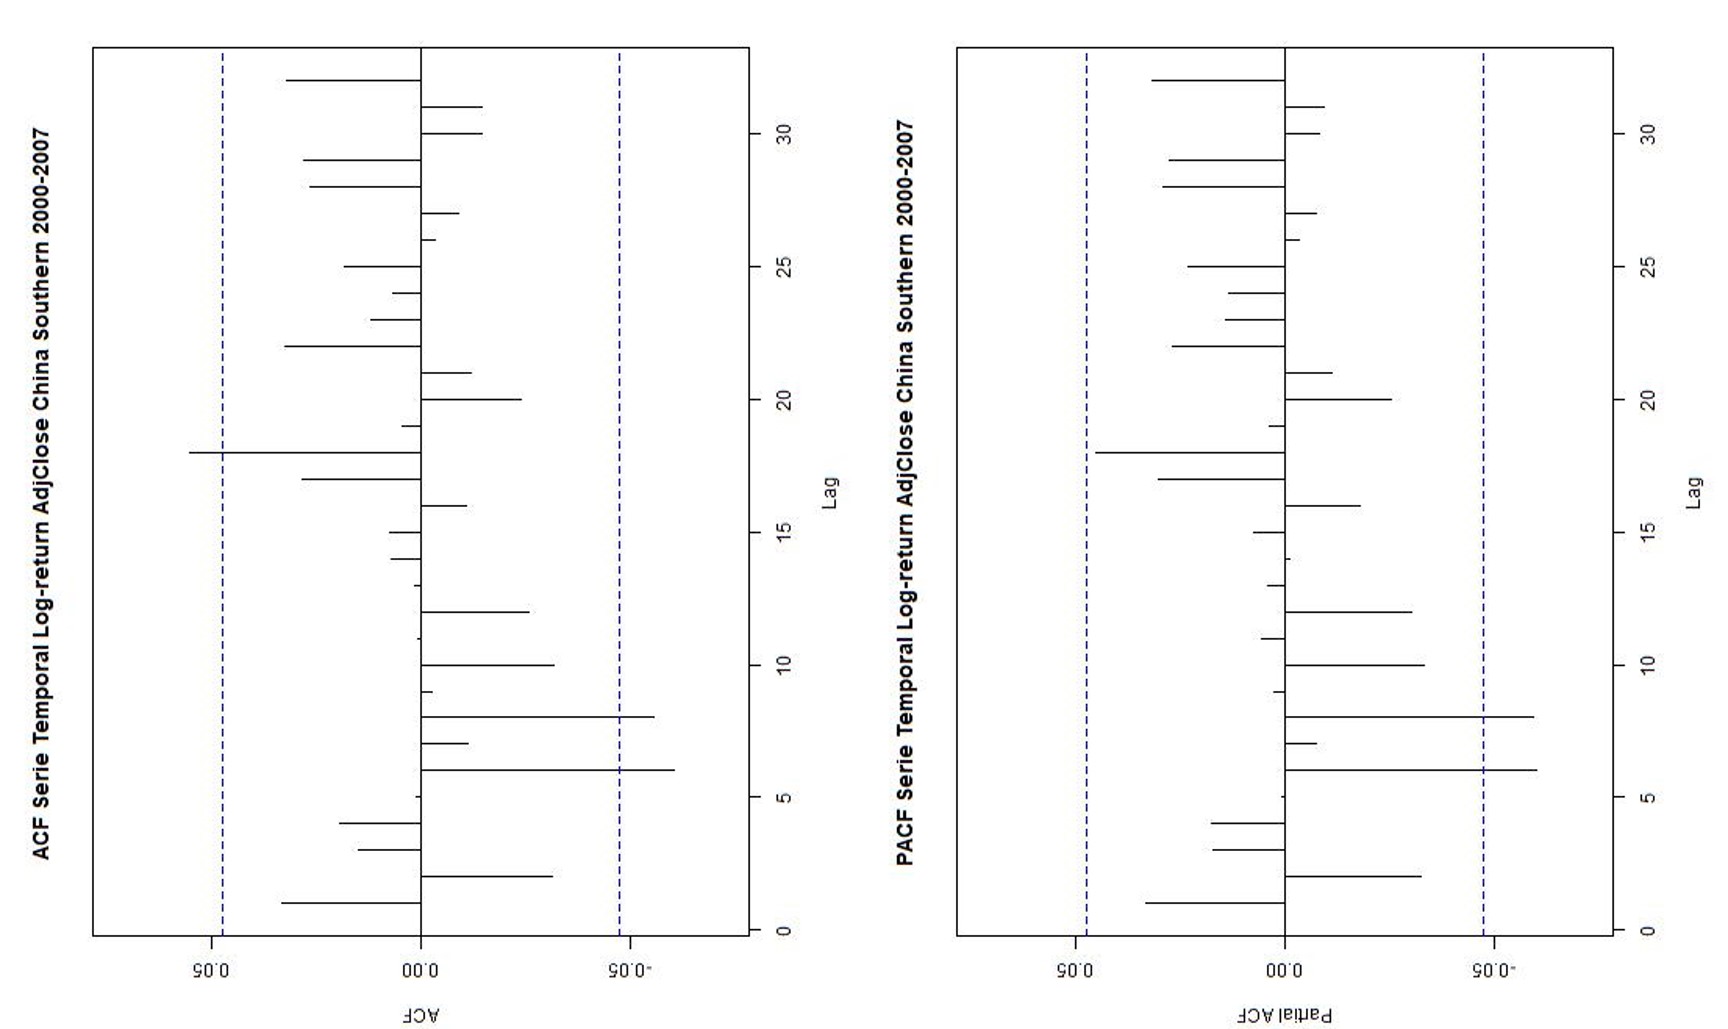 ACF Serie Temporal Log-return AdjClose China Southern 2000-2007
0.05
0.00
-0.05
ACF
0 5 10 15 20 25 30
Lag
PACF Serie Temporal Log-return AdjClose China Southern 2000-2007
0.05
0.00
-0.05
Partial ACF
0 5 10 15 20 25 30
Lag